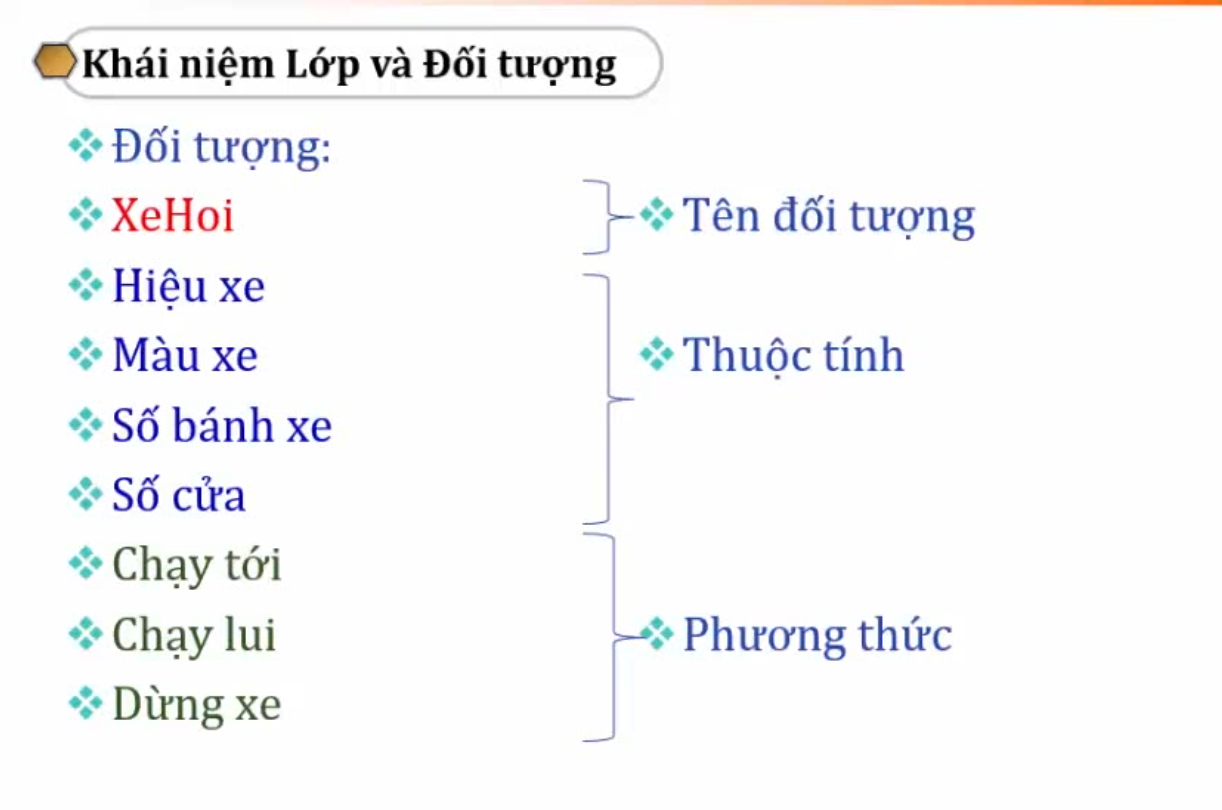 Khái niệm Lớp và Đối tượng
Đối tượng:
XeHoi
Tên đối tượng
Hiệu xe
Màu xe
Thuộc tính
Số bánh xe
Số cửa
Chạy tới
Chạy lui
Phương thức
Dừng xe